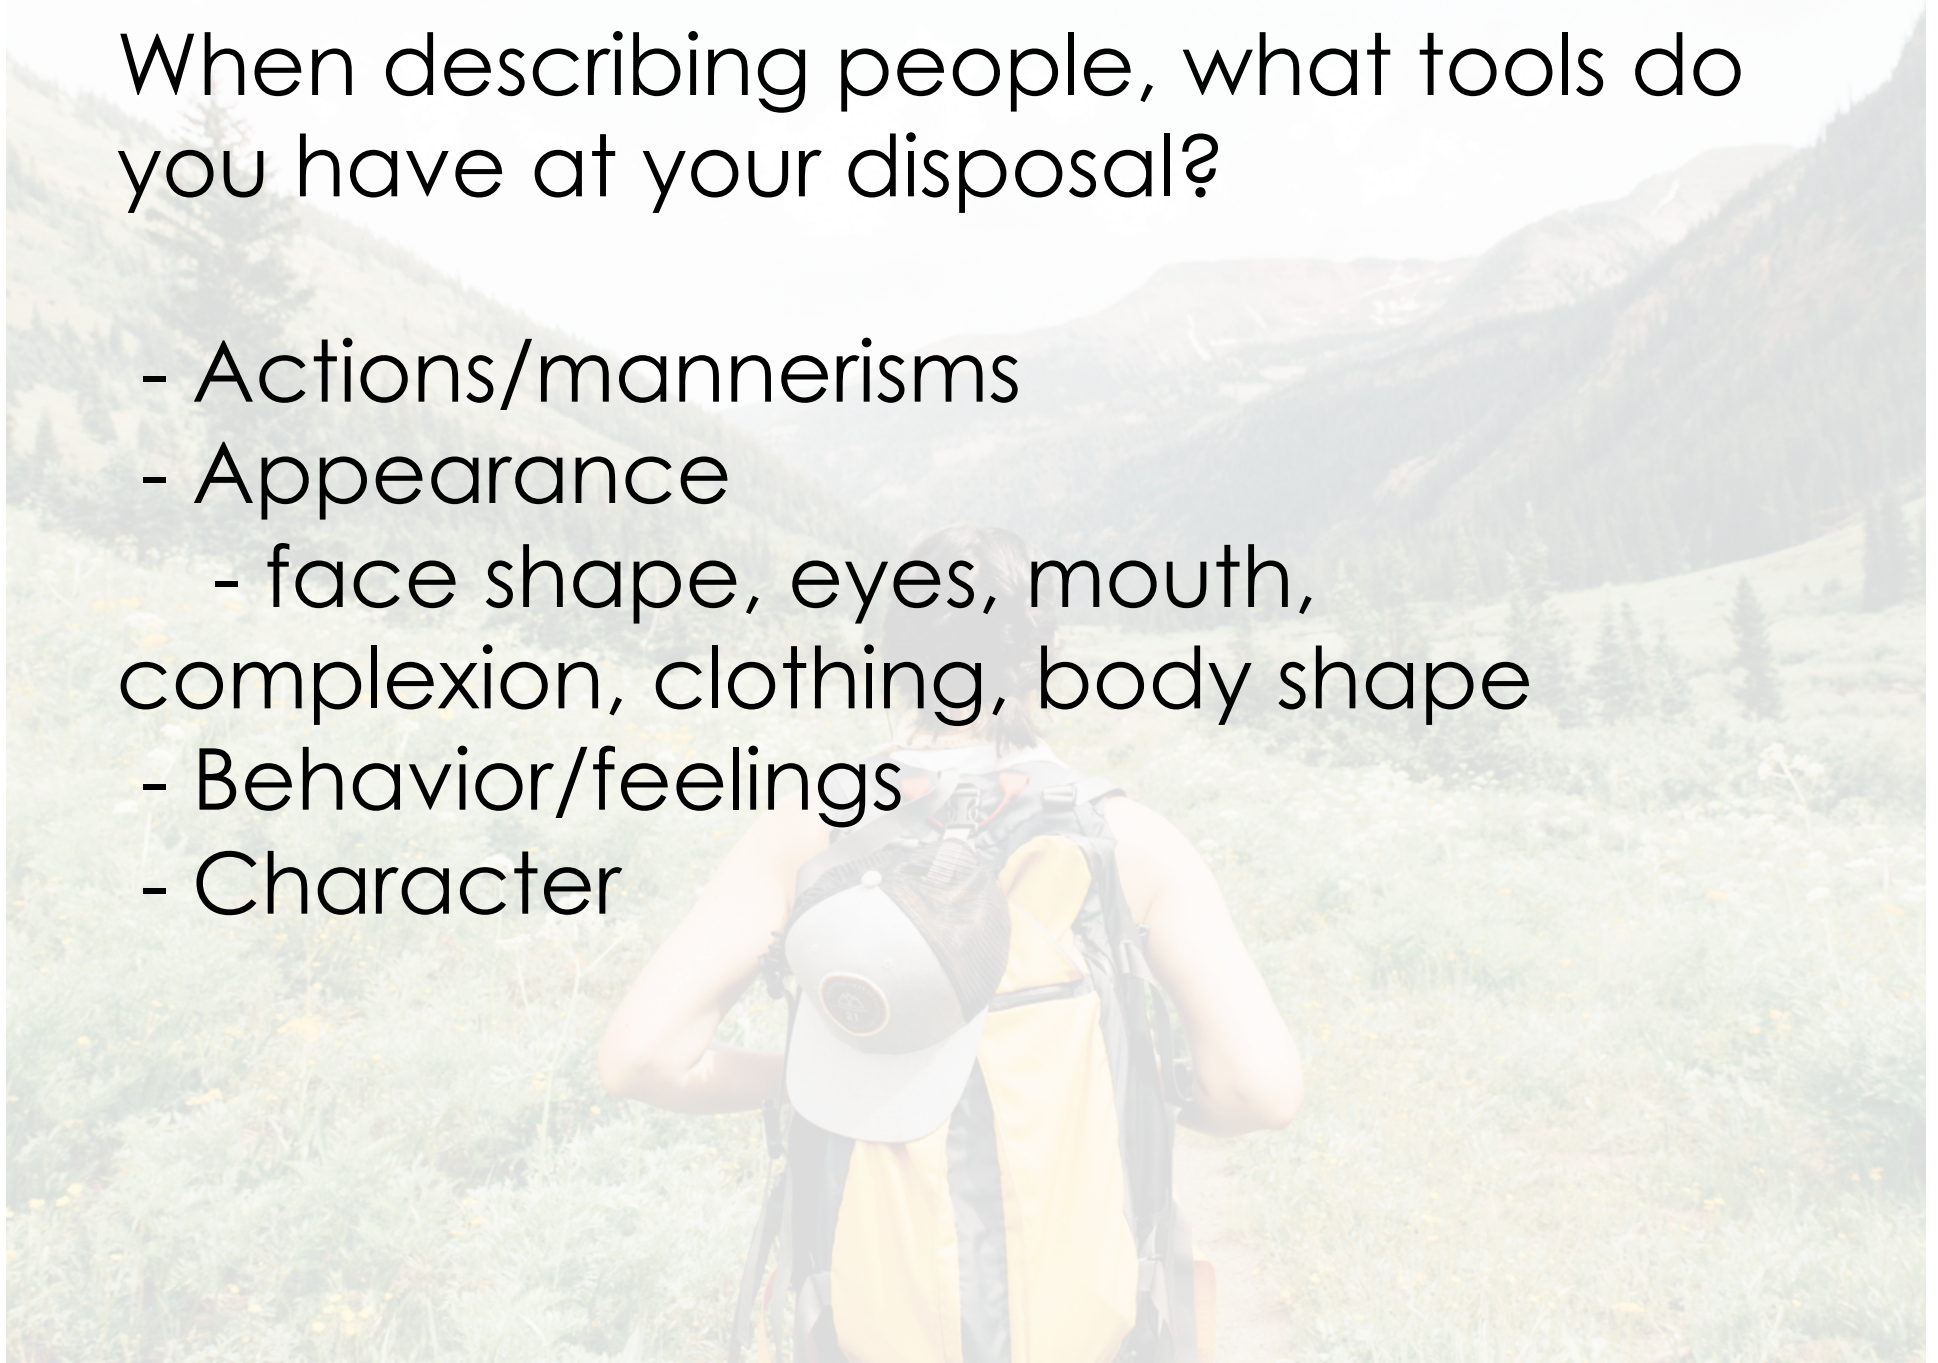 When describing people, what tools do
you have at your disposal?
- Actions/mannerisms
- Appearance
- face shape, eyes, mouth,
complexion, clothing, body shape
- Behavior/feelings
- Character